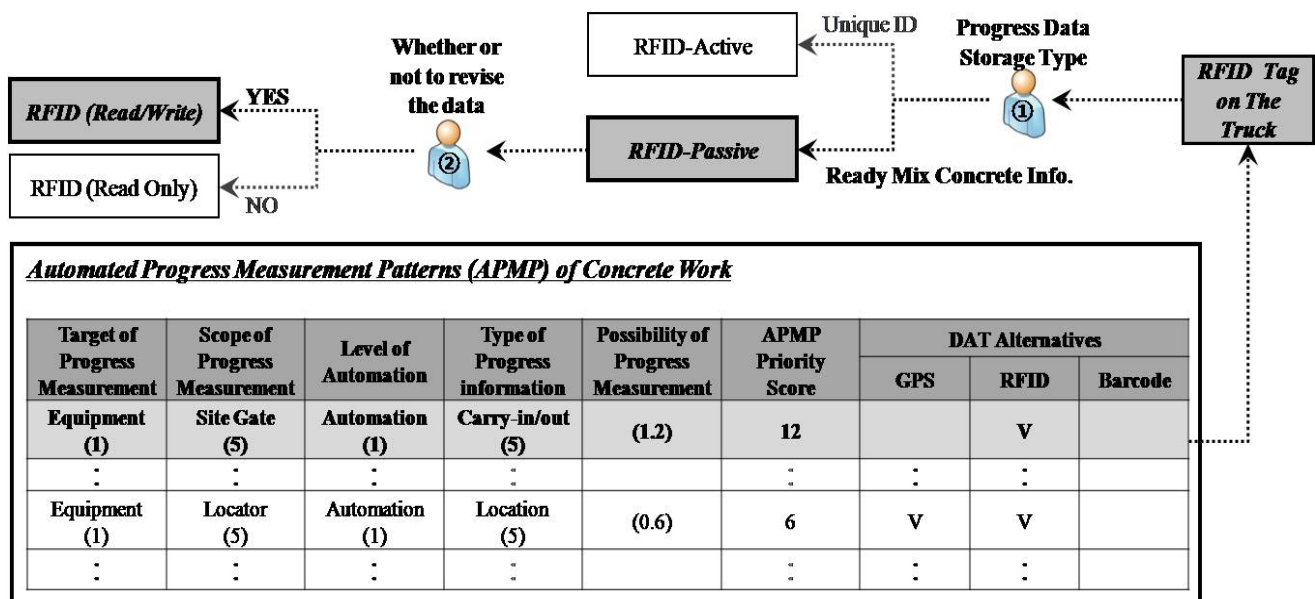 Unique ID
Progress Data
Storage Type
RFID-Active
Whether or
not to revise
the data
RFID Tag
on The
Truck
①
YES
RFID (Read/Write)
②
RFID-Passive
RFID (Read Only)
NO
Ready Mix Concrete Info.
Automated Progress Measurement Patterns (APMP) of Concrete Work
Target of
Progress
Measurement
Scope of
Progress
Measurement
Level of
Automation
Type of
Progress
information
Possibility of
Progress
Measurement
APMP
Priority
Score
DAT Alternatives
GPS
RFID
Barcode
Equipment
(1)
Site Gate
(5)
Automation
(1)
Carry-in/out
(5)
(1.2)
12
V
: : : : : : :
Equipment
(1)
Locator
(5)
Automation
(1)
Location
(5)
(0.6)
6
V
V
: : : : : : :